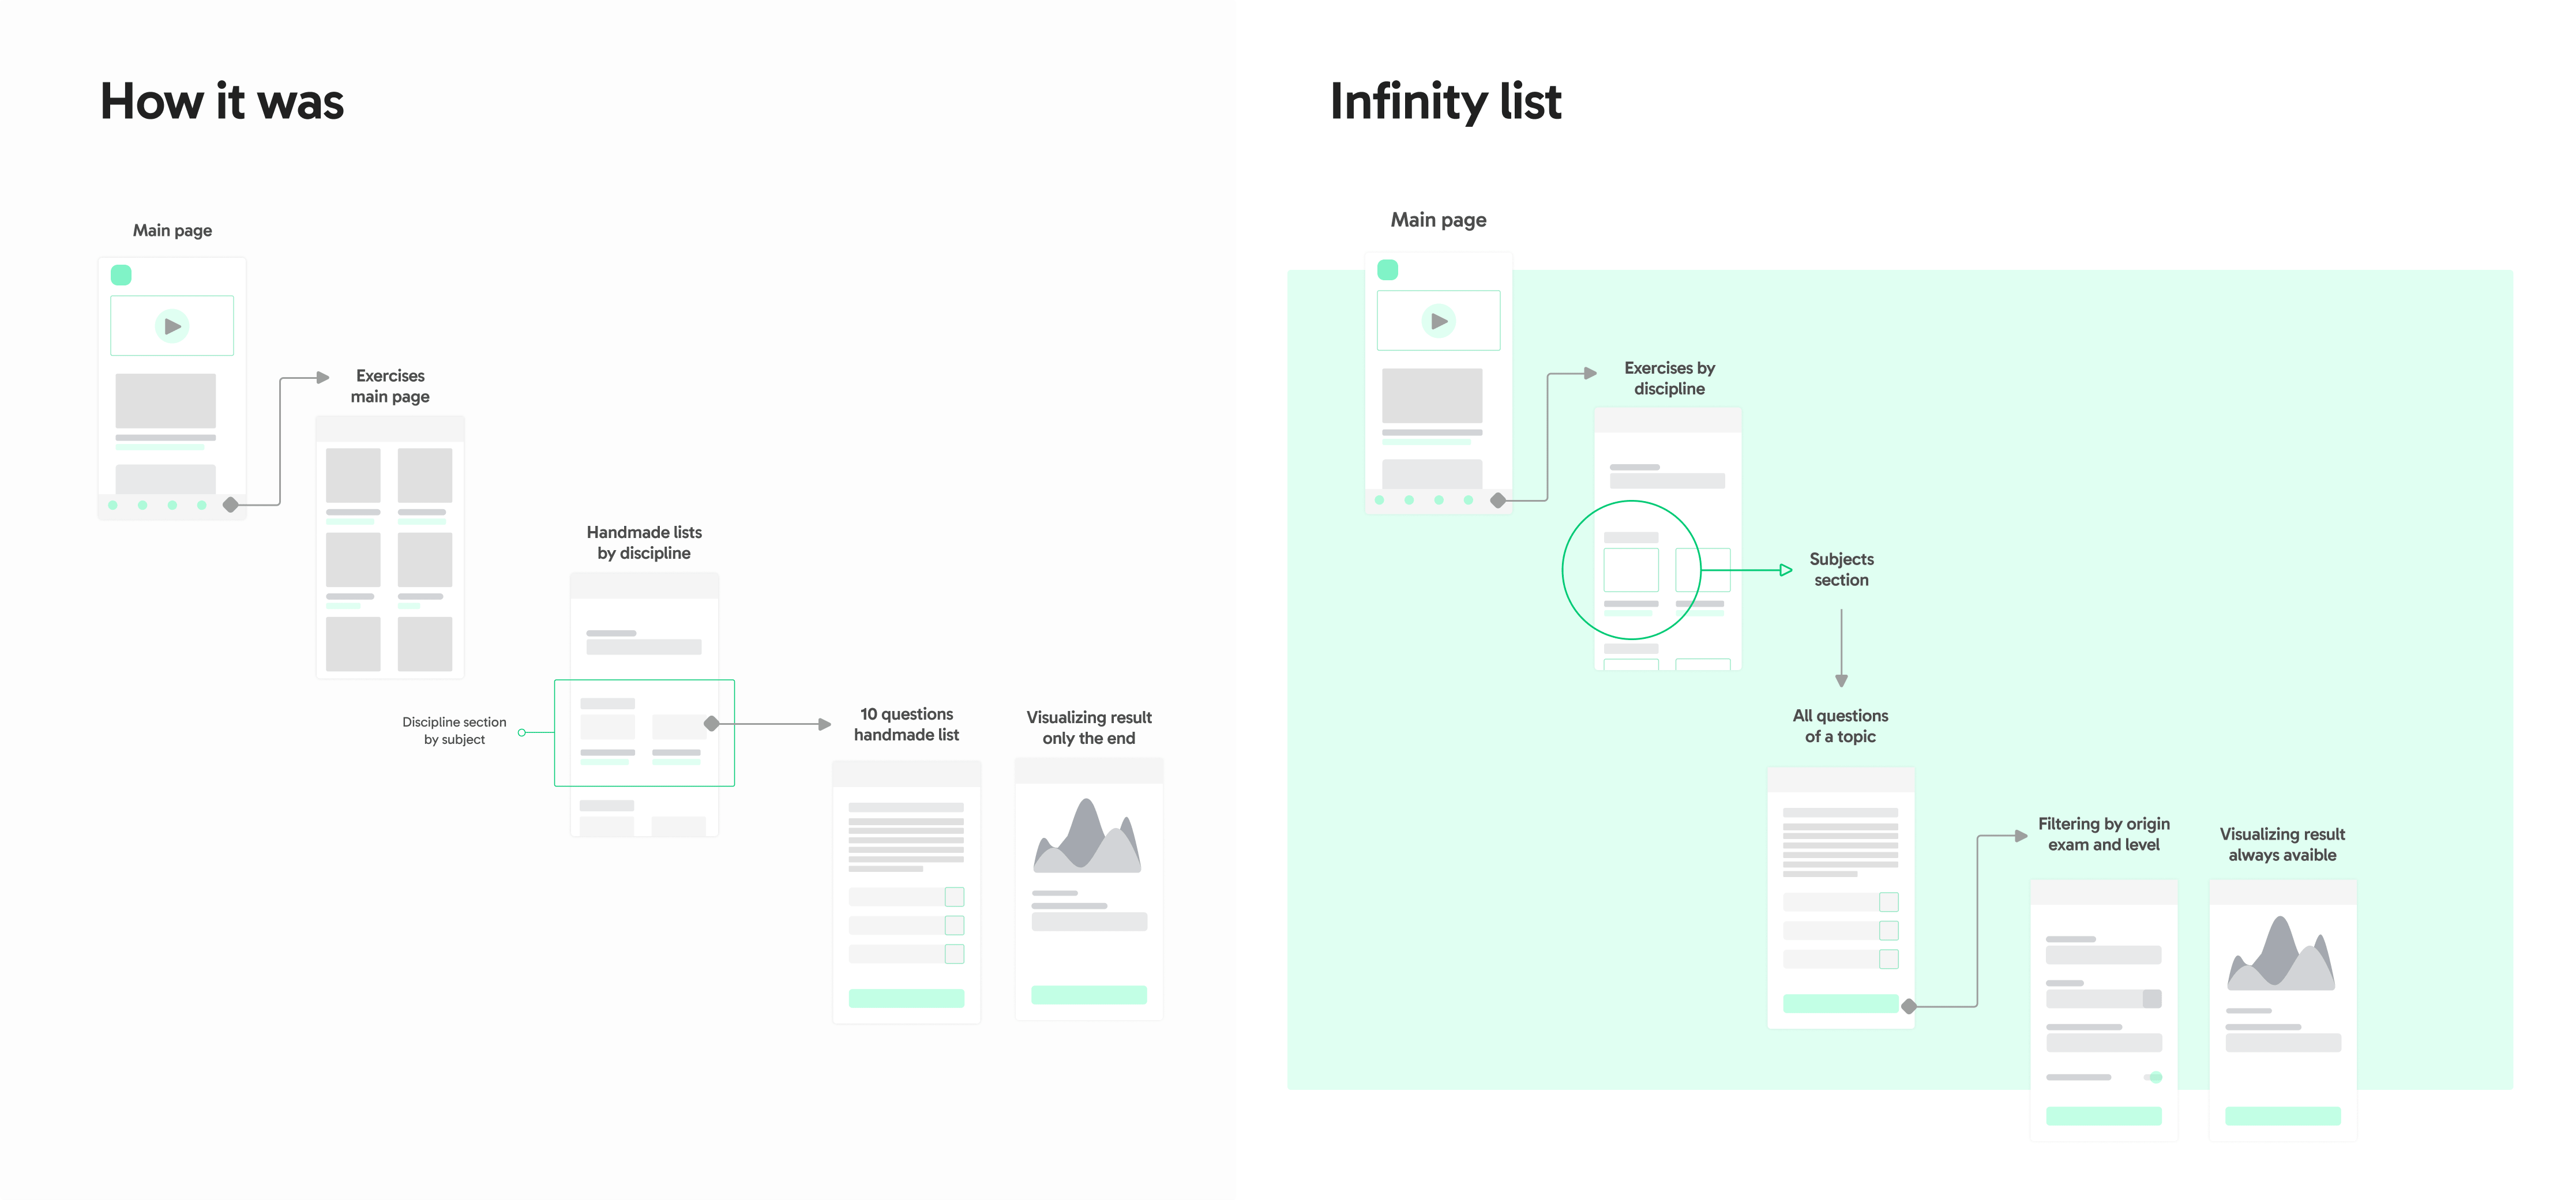 How it was
Main page
Exercises
main page
Handmade lists
by discipline
Discipline section
by subject
10 questions
handmade list
Visualizing result
only the end
Infinity list
Main page
Exercises by
discipline
Subjects
section
All questions
of a topic
Filtering by origin
exam and level
Visualizing result
always avaible